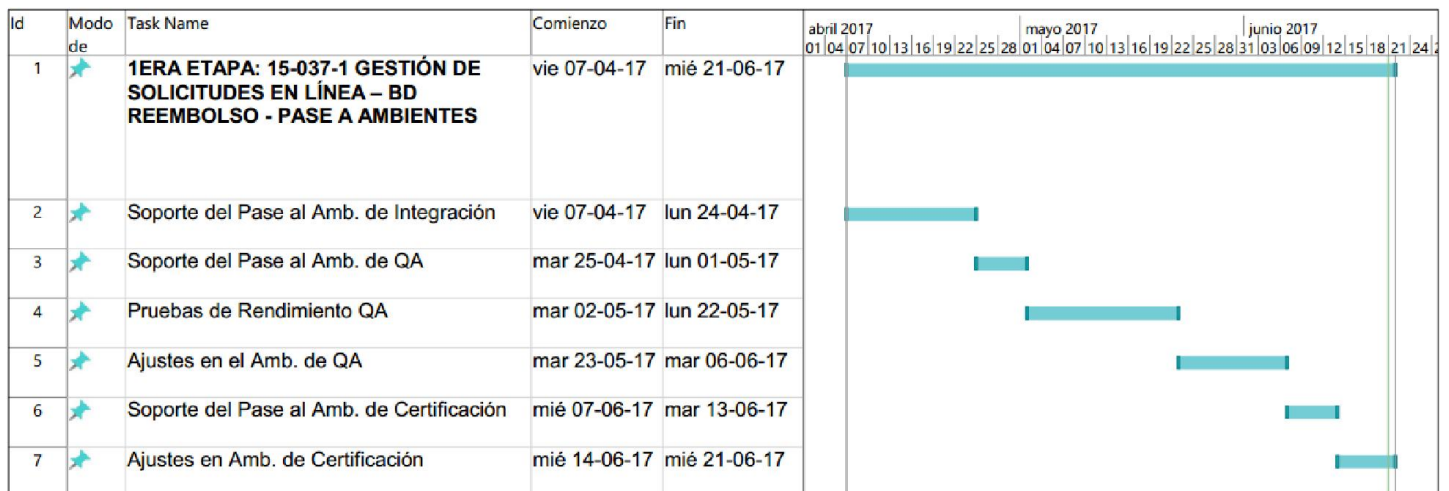 Id Modo de Task Name Comienzo Fin
abril 2017 mayo 2017 junio 2017
01 04 07 10 13 16 19 22 25 28 01 04 07 10 13 16 19 22 25 28 31 03 06 09 12 15 18 21 24
1 1ERA ETAPA: 15-037-1 GESTIÓN DE vie 07-04-17 mié 21-06-17
SOLICITUDES EN LÍNEA – BD
REEMBOLSO - PASE A AMBIENTES
2 Soporte del Pase al Amb. de Integración vie 07-04-17 lun 24-04-17
3 Soporte del Pase al Amb. de QA mar 25-04-17 lun 01-05-17
4 Pruebas de Rendimiento QA mar 02-05-17 lun 22-05-17
5 Ajustes en el Amb. de QA mar 23-05-17 mar 06-06-17
6 Soporte del Pase al Amb. de Certificación mié 07-06-17 mar 13-06-17
7 Ajustes en Amb. de Certificación mié 14-06-17 mié 21-06-17